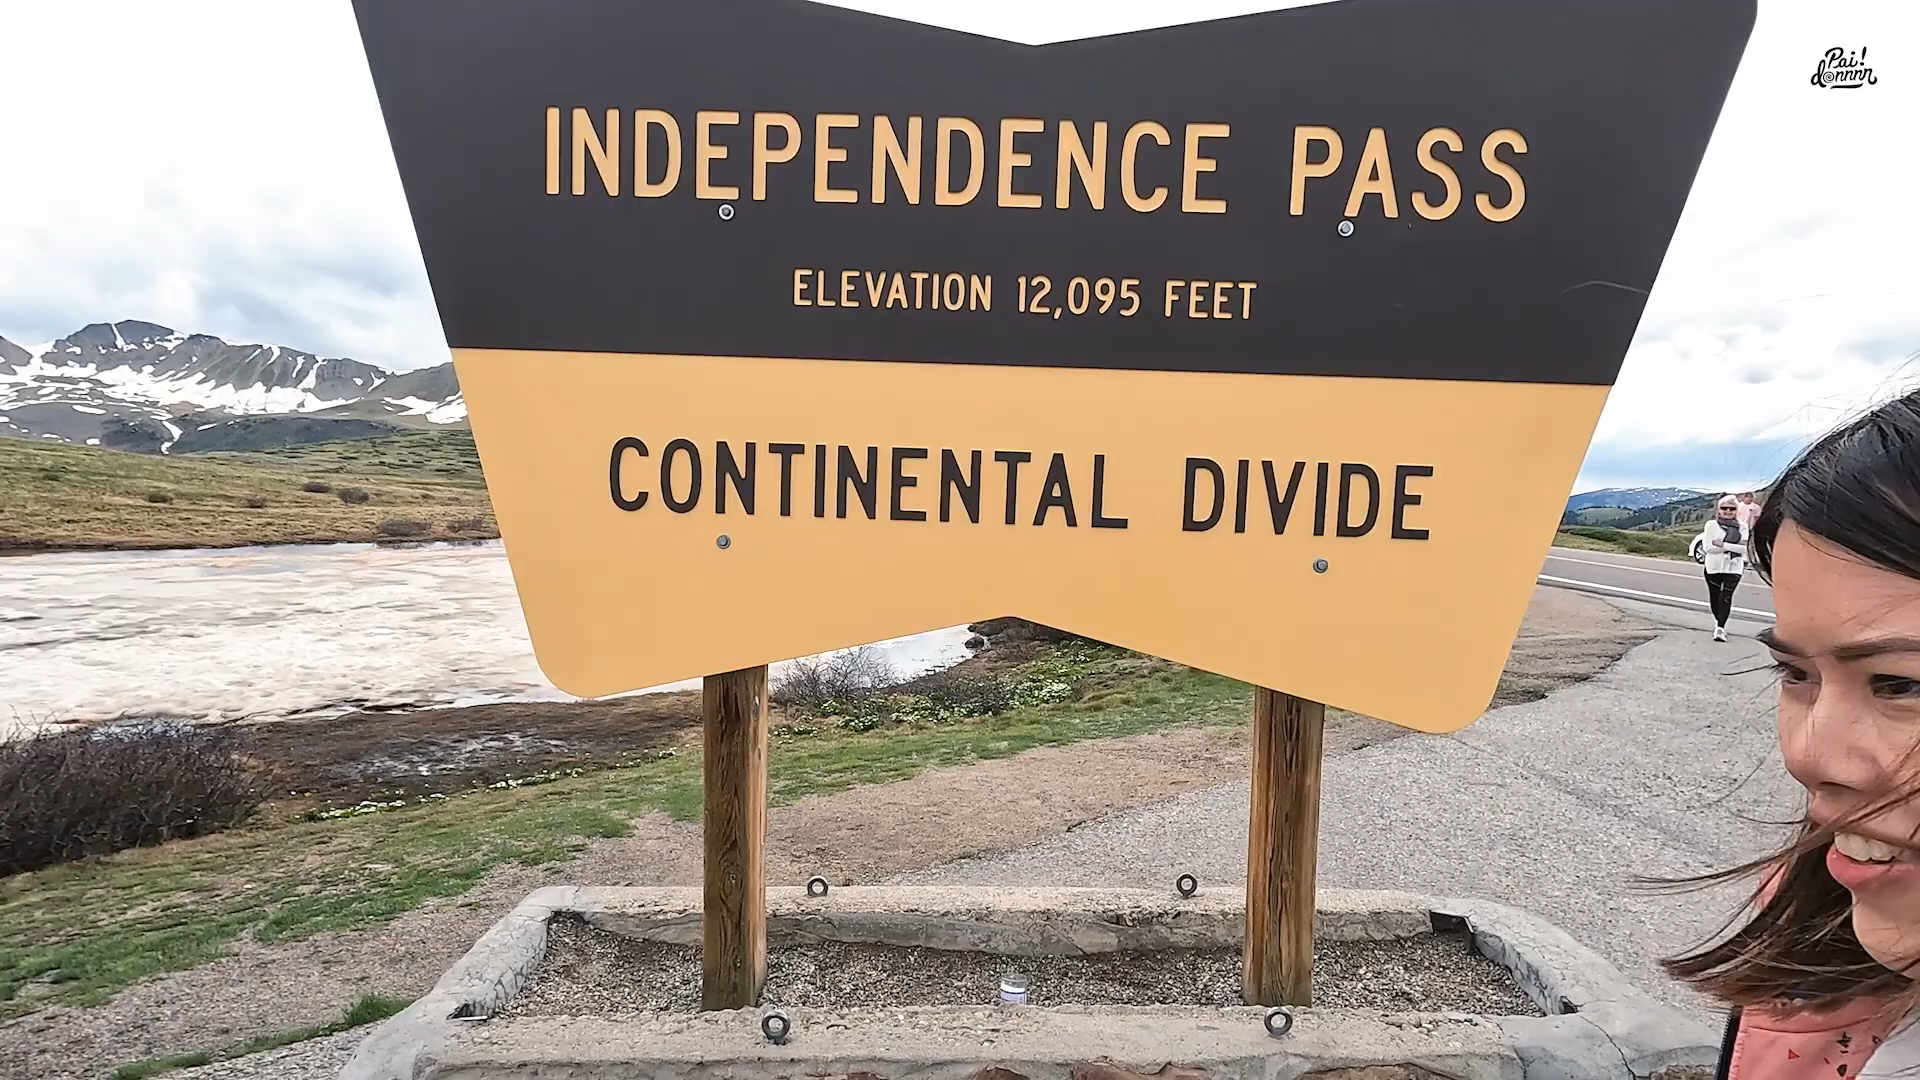 Pai!
donnnn
INDEPENDENCE PASS
ELEVATION 12,095 FEET
CONTINENTAL DIVIDE